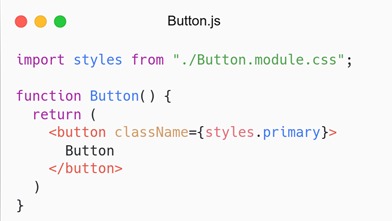 Button.js
import styles from "./Button.module.css";
function Button() {
  return (
    <button className={styles.primary}>
      Button
    </button>
  )
}